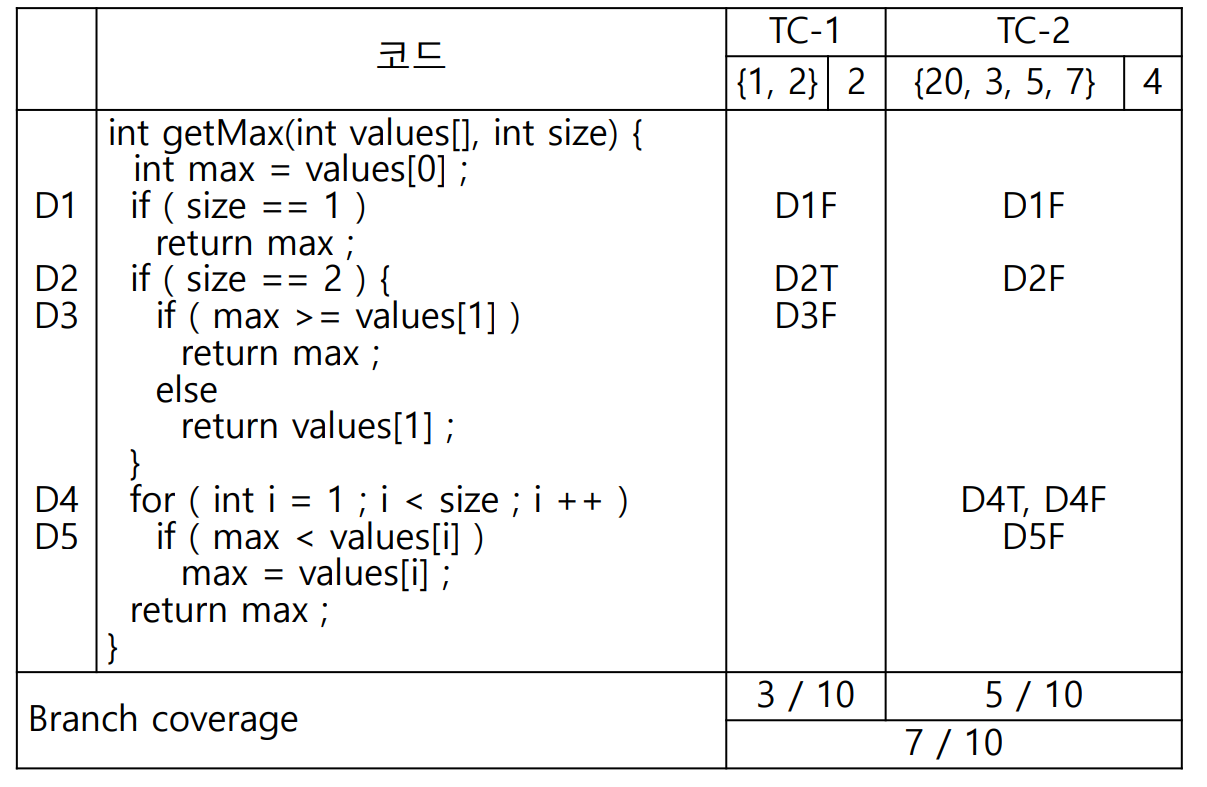 코드 TC-1 TC-2
{1, 2} 2 {20, 3, 5, 7} 4
int getMax(int values[], int size) {
int max = values[0] ;
D1 if ( size == 1 ) D1F D1F
return max ;
D2 if ( size == 2 ) { D2T D2F
D3 if ( max >= values[1] ) D3F
return max ;
else
return values[1] ;
}
D4 for ( int i = 1 ; i < size ; i ++ ) D4T, D4F
D5 if ( max < values[i] ) D5F
max = values[i] ;
return max ;
}
Branch coverage 3 / 10 5 / 10
7 / 10